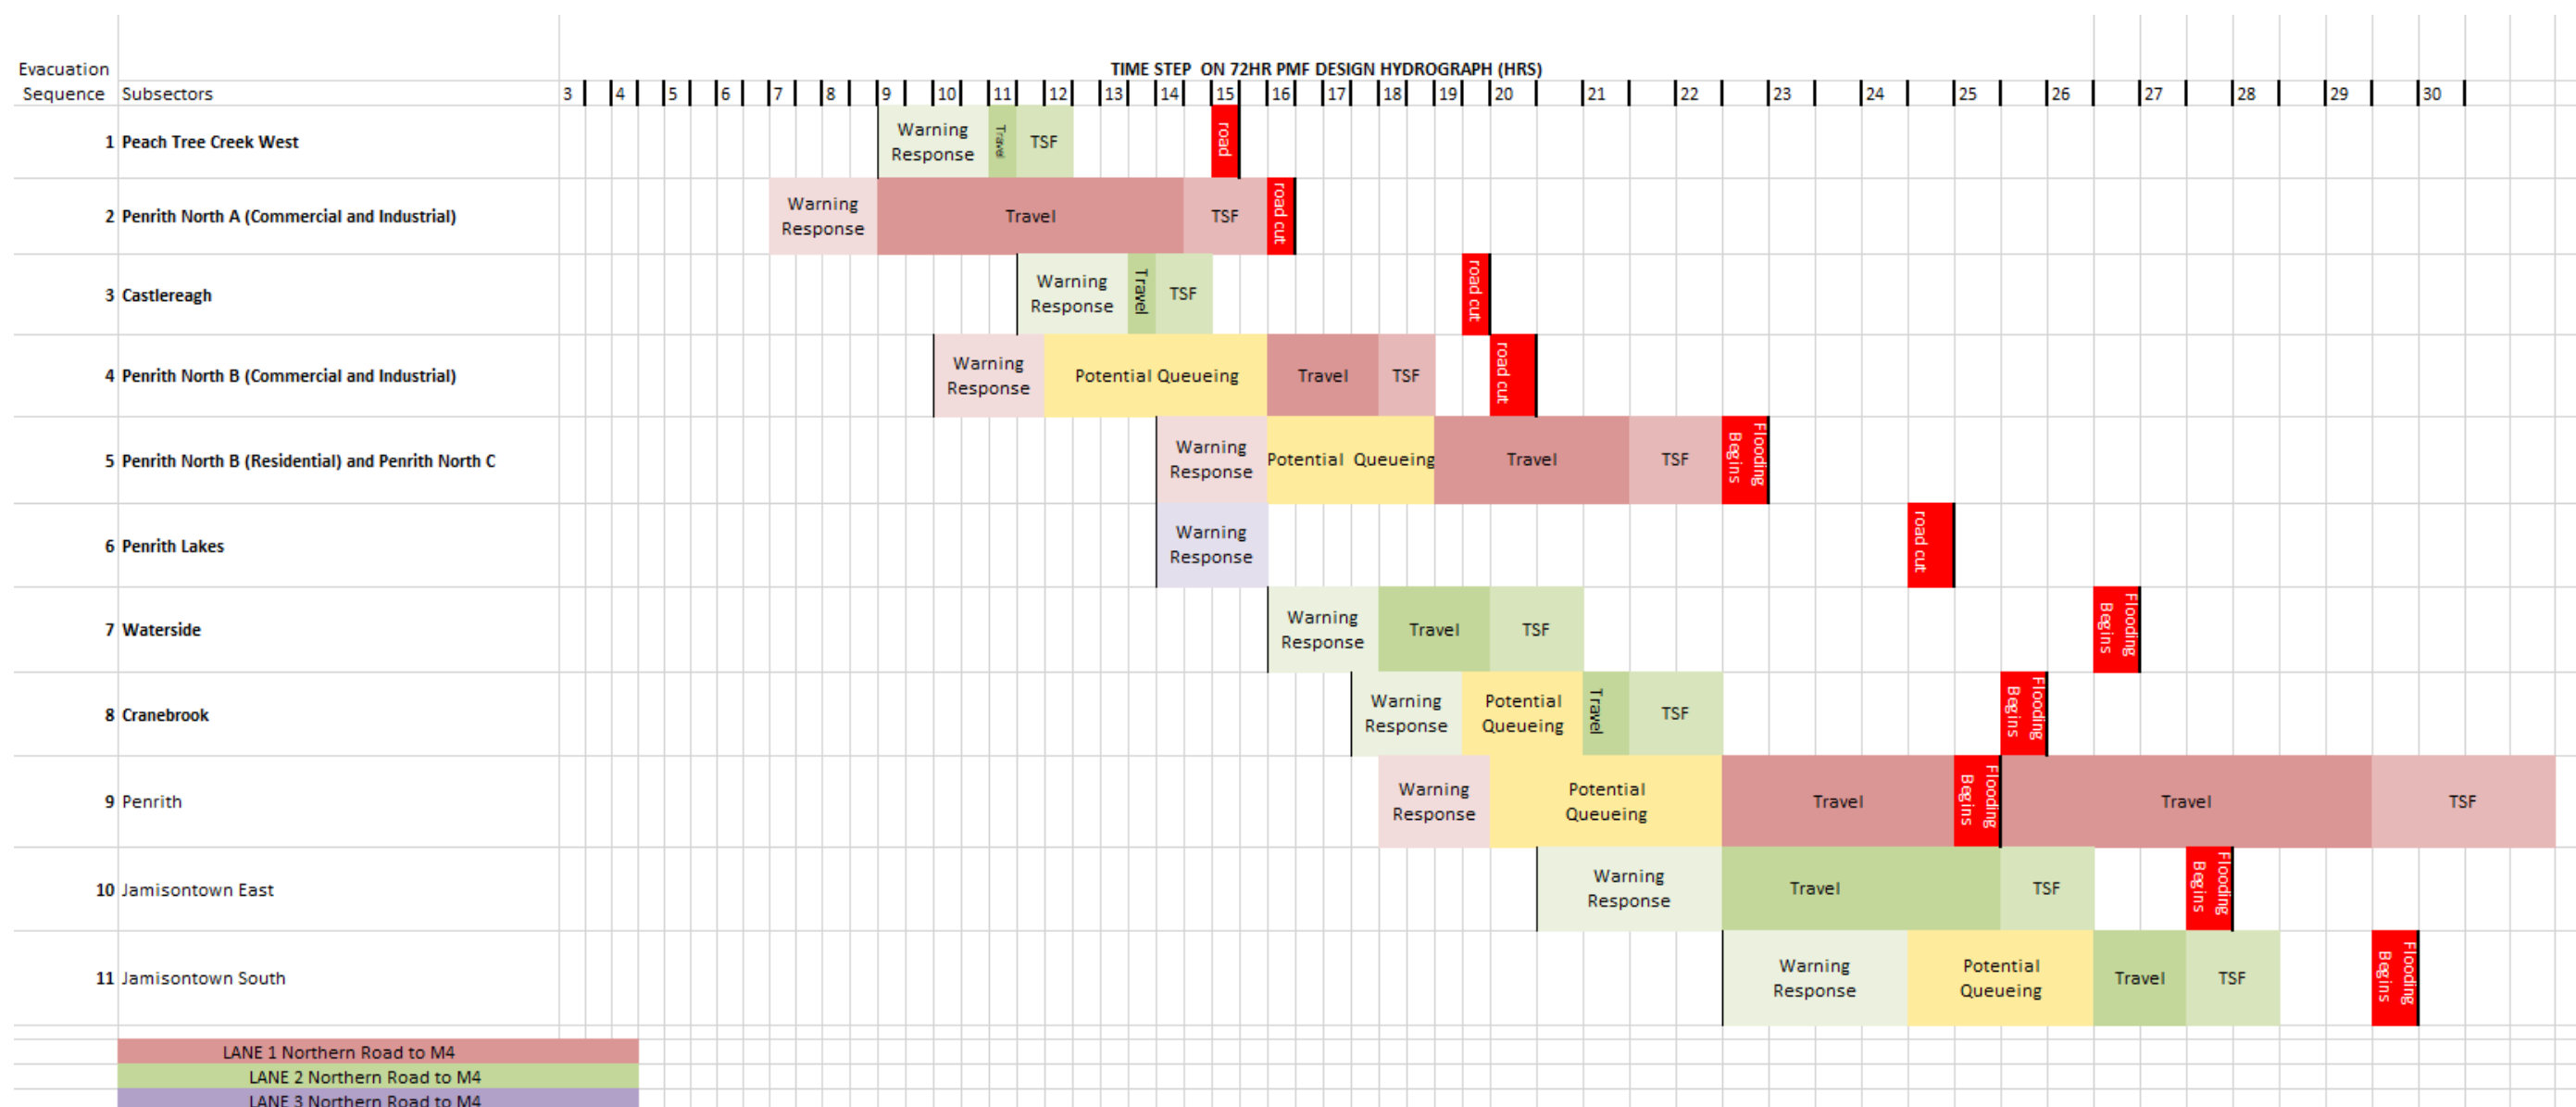 TIME STEP ON 72HR PMF DESIGN HYDROGRAPH (HRS)
Evacuation
Sequence Subsectors 3 4 5 6 7 8 9 10 11 12 13 14 15 16 17 18 19 20 21 22 23 24 25 26 27 28 29 30
1 Peach Tree Creek West
Warning
Response
Travel
TSF
road
2 Penrith North A (Commercial and Industrial)
Warning
Response
Travel
TSF
road cut
3 Castlereagh
Warning
Response
Travel
TSF
road cut
4 Penrith North B (Commercial and Industrial)
Warning
Response
Potential Queueing
Travel
TSF
road cut
5 Penrith North B (Residential) and Penrith North C
Warning
Response
Potential Queueing
Travel
TSF
Flooding
Begins
6 Penrith Lakes
Warning
Response
road cut
7 Waterside
Warning
Response
Travel
TSF
Flooding
Begins
8 Cranebrook
Warning
Response
Potential
Queueing
Travel
TSF
Flooding
Begins
9 Penrith
Warning
Response
Potential
Queueing
Travel
Flooding
Begins
Travel
TSF
10 Jamisontown East
Warning
Response
Travel
TSF
Flooding
Begins
11 Jamisontown South
Warning
Response
Potential
Queueing
Travel
TSF
Flooding
Begins
LANE 1 Northern Road to M4
LANE 2 Northern Road to M4
LANE 3 Northern Road to M4